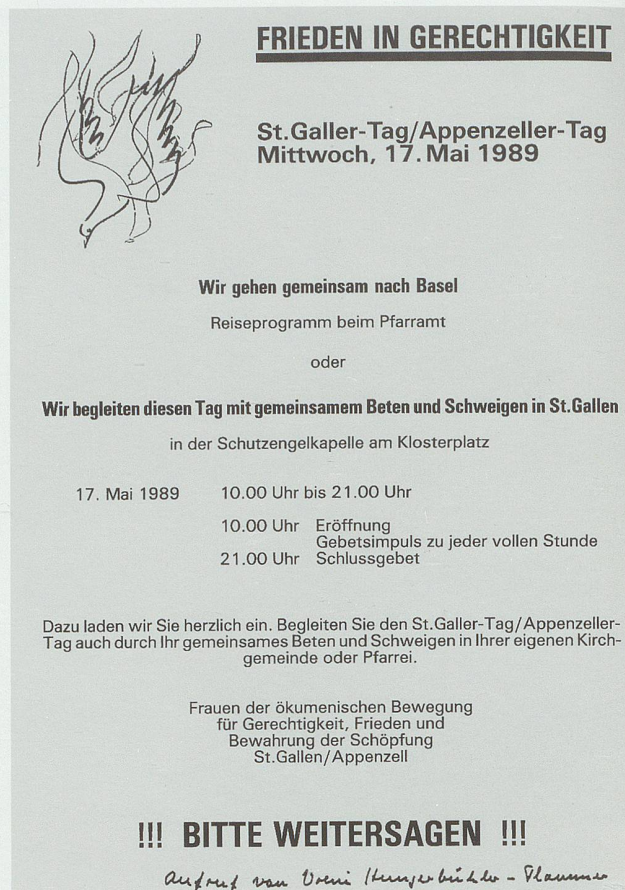 FRIEDEN IN GERECHTIGKEIT
St.Galler-Tag/Appenzeller-Tag
Mittwoch, 17. Mai 1989
Wir gehen gemeinsam nach Basel
Reiseprogramm beim Pfarramt
oder
Wir begleiten diesen Tag mit gemeinsamem Beten und Schweigen in St.Gallen
in der Schutzengelkapelle am Klosterplatz
17. Mai 1989 10.00 Uhr bis 21.00 Uhr
10.00 Uhr Eröffnung
Gebetsimpuls zu jeder vollen Stunde
21.00 Uhr Schlussgebet
Dazu laden wir Sie herzlich ein. Begleiten Sie den St.Galler-Tag/Appenzeller-
Tag auch durch Ihr gemeinsames Beten und Schweigen in Ihrer eigenen Kirch-
gemeinde oder Pfarrei.
Frauen der ökumenischen Bewegung
für Gerechtigkeit, Frieden und
Bewahrung der Schöpfung
St.Gallen/Appenzell
!!! BITTE WEITERSAGEN !!!
Aufruf von Vreni Hungerbühler -